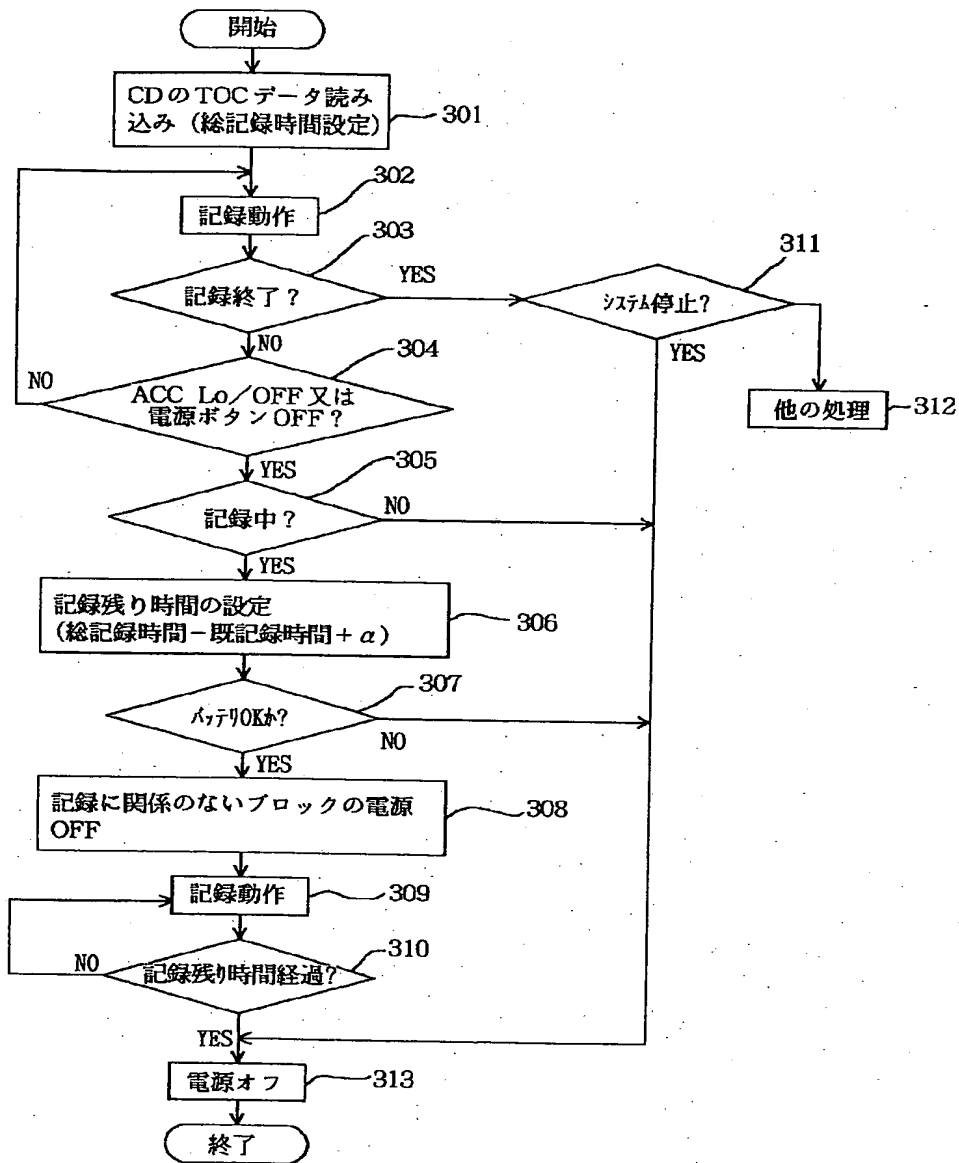 開始
CDのTOCデータ読み
込み（総記録時間設定）
301
302
記録動作
303
記録終了？
YES
311
システム停止？
NO
304
YES
NO
ACC Lo／OFF又は
電源ボタンOFF？
他の処理
312
YES
305
記録中？
NO
YES
記録残り時間の設定
（総記録時間－既記録時間＋α）
306
307
バッテリOKか？
NO
YES
記録に関係のないブロックの電源
OFF
308
記録動作
309
310
NO
記録残り時間経過？
YES
電源オフ
313
終了